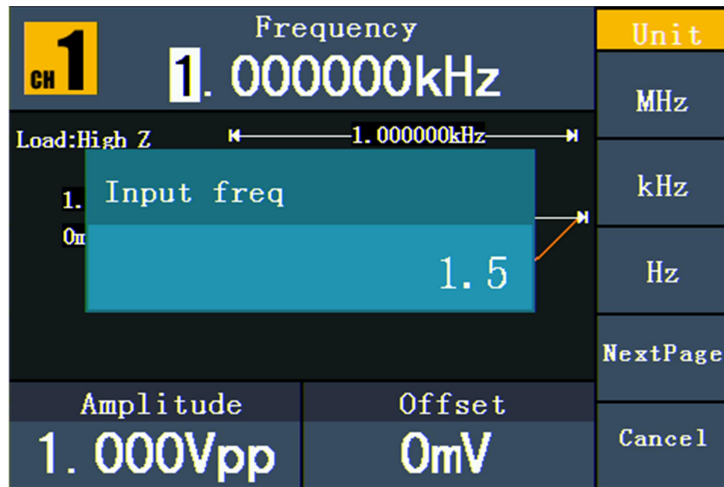 CH 1
Frequency
1.000000kHz
Load:High Z
1.000000kHz
1.
0m
Input freq
1.5
Amplitude
1.000Vpp
Offset
0mV
Unit
MHz
kHz
Hz
NextPage
Cancel